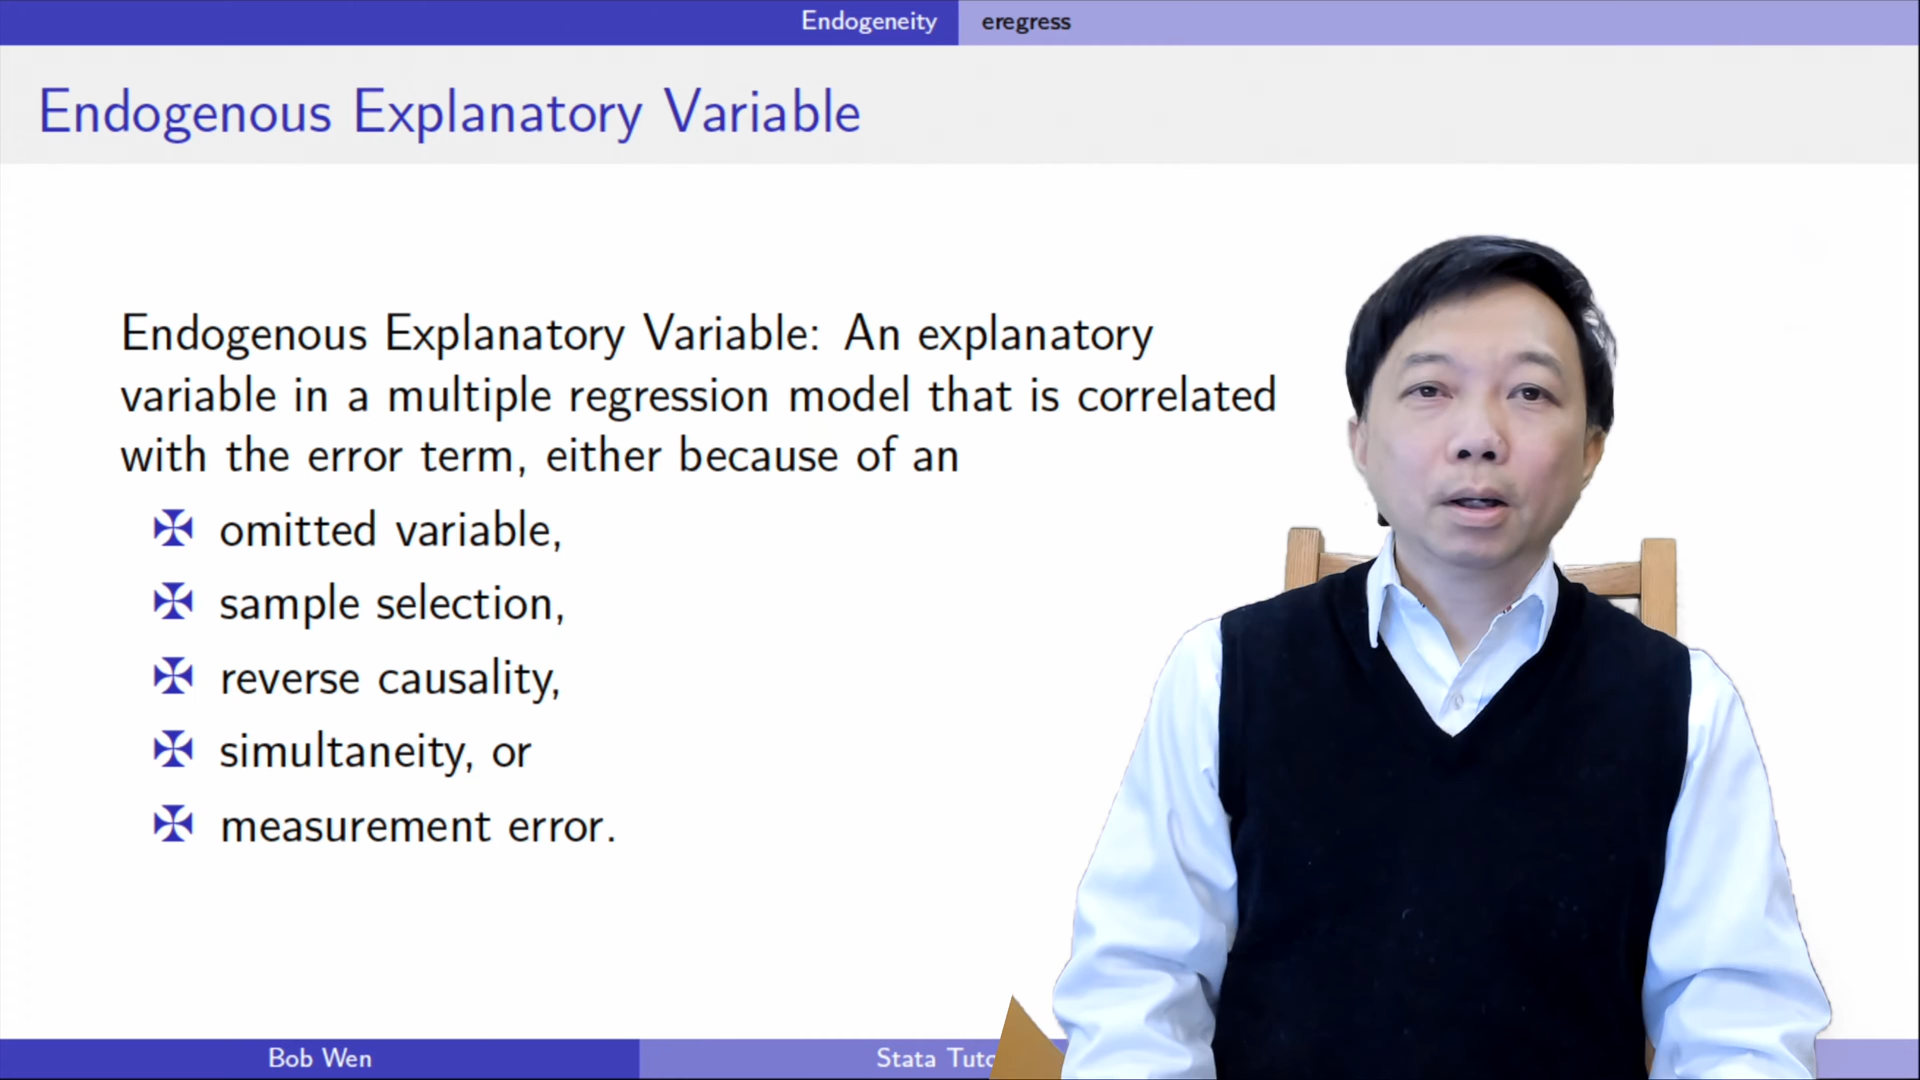 Endogeneity eregress
Endogenous Explanatory Variable
Endogenous Explanatory Variable: An explanatory
variable in a multiple regression model that is correlated
with the error term, either because of an
omitted variable,
sample selection,
reverse causality,
simultaneity, or
measurement error.
Bob Wen Stata